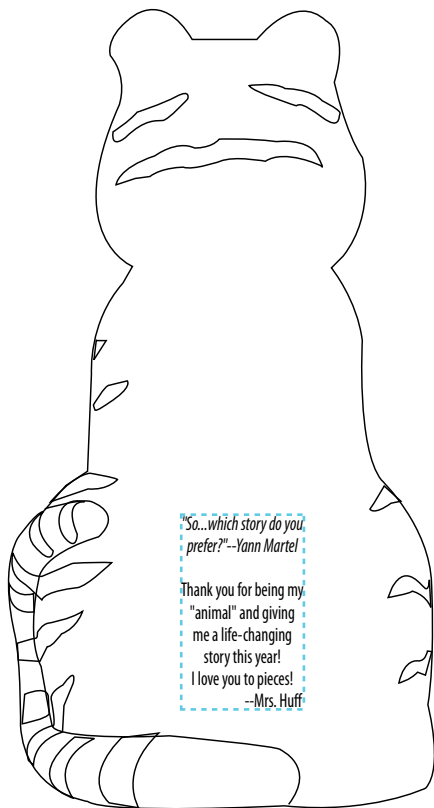 "So...which story do you
prefer?"--Yann Martel
Thank you for being my
"animal" and giving
me a life-changing
story this year!
I love you to pieces!
--Mrs. Huff